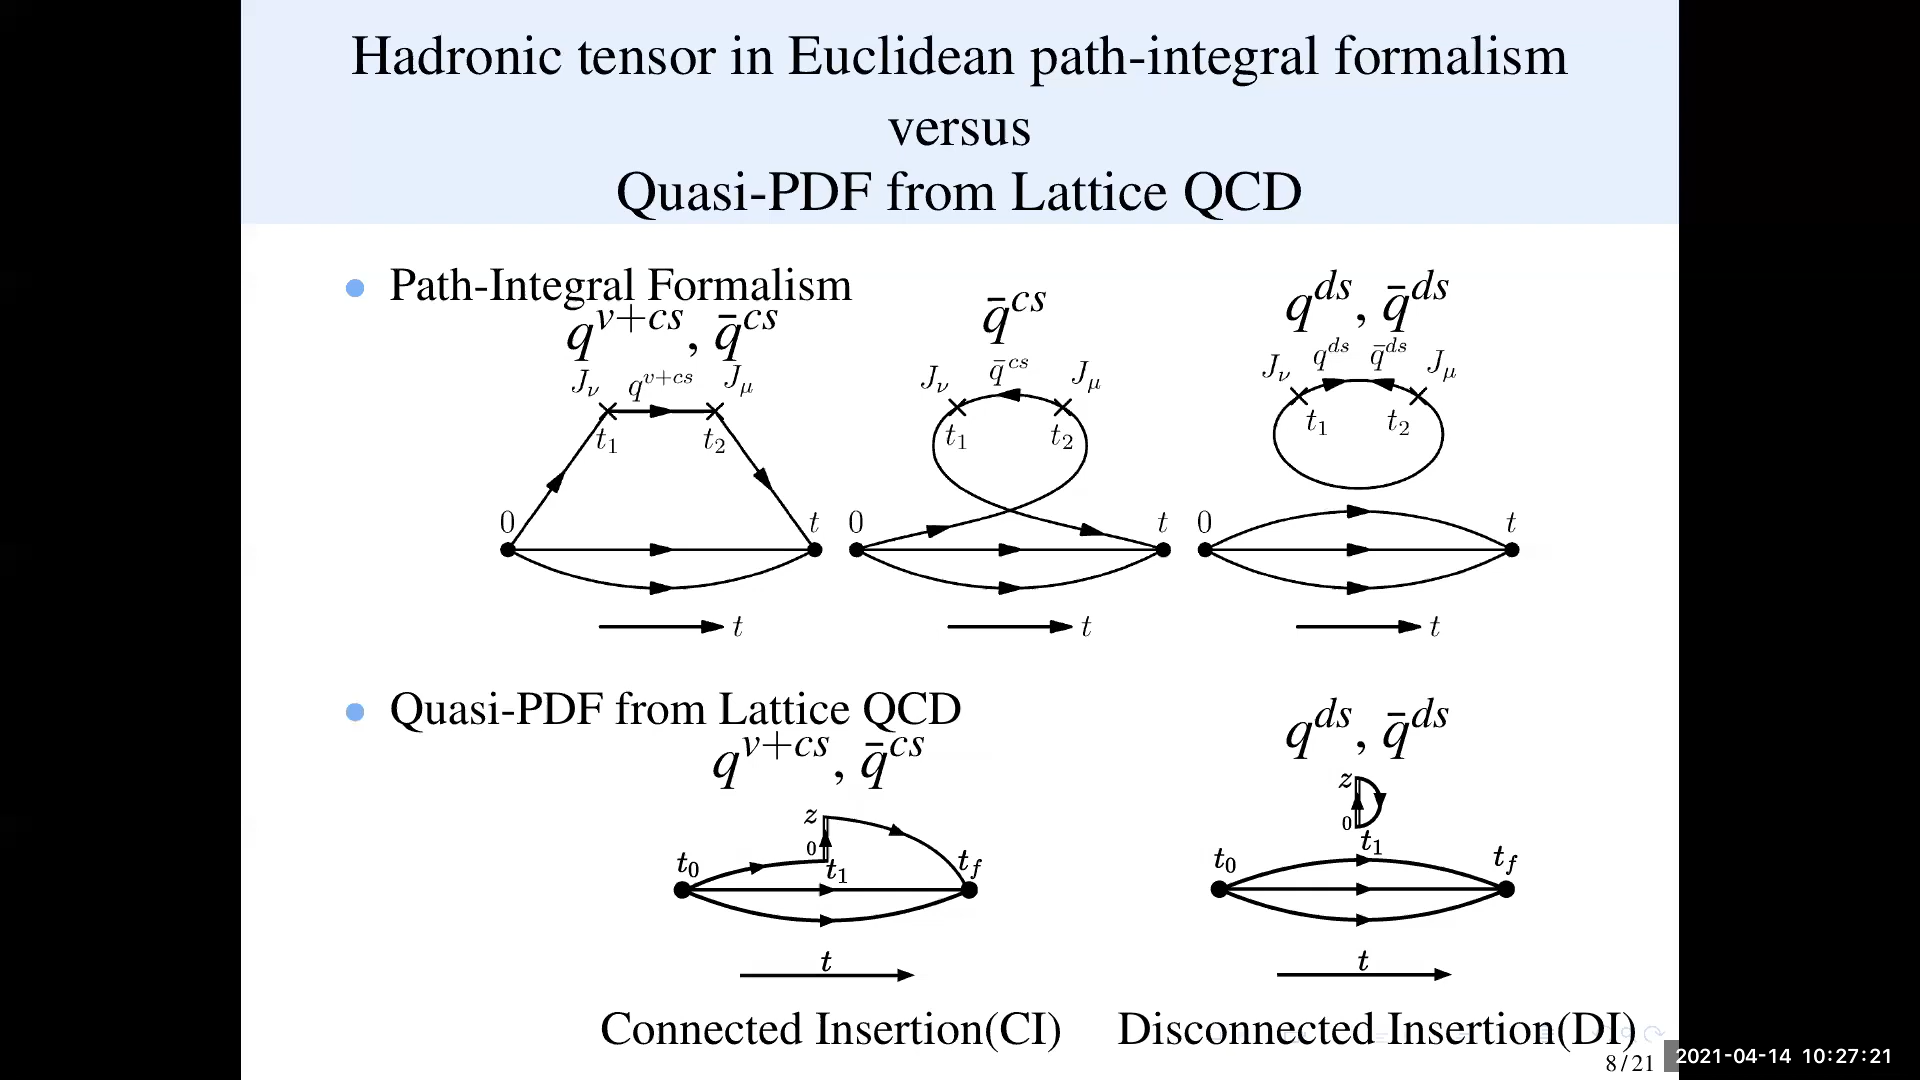 Hadronic tensor in Euclidean path-integral formalism
versus
Quasi-PDF from Lattice QCD
Path-Integral Formalism
q^{v+cs}, q̄^{cs}
q̄^{cs}
q^{ds}, q̄^{ds}
J_ν q^{v+cs} J_μ
t_1 t_2
0 t
t
J_ν q̄^{cs} J_μ
t_1 t_2
0 t
t
J_ν q^{ds} q̄^{ds} J_μ
t_1 t_2
0 t
t
Quasi-PDF from Lattice QCD
q^{v+cs}, q̄^{cs}
q^{ds}, q̄^{ds}
z
0
t_0 t_1 t_f
t
z
0
t_1
t_0 t_f
t
Connected Insertion(CI)
Disconnected Insertion(DI)
8/21
2021-04-14 10:27:21